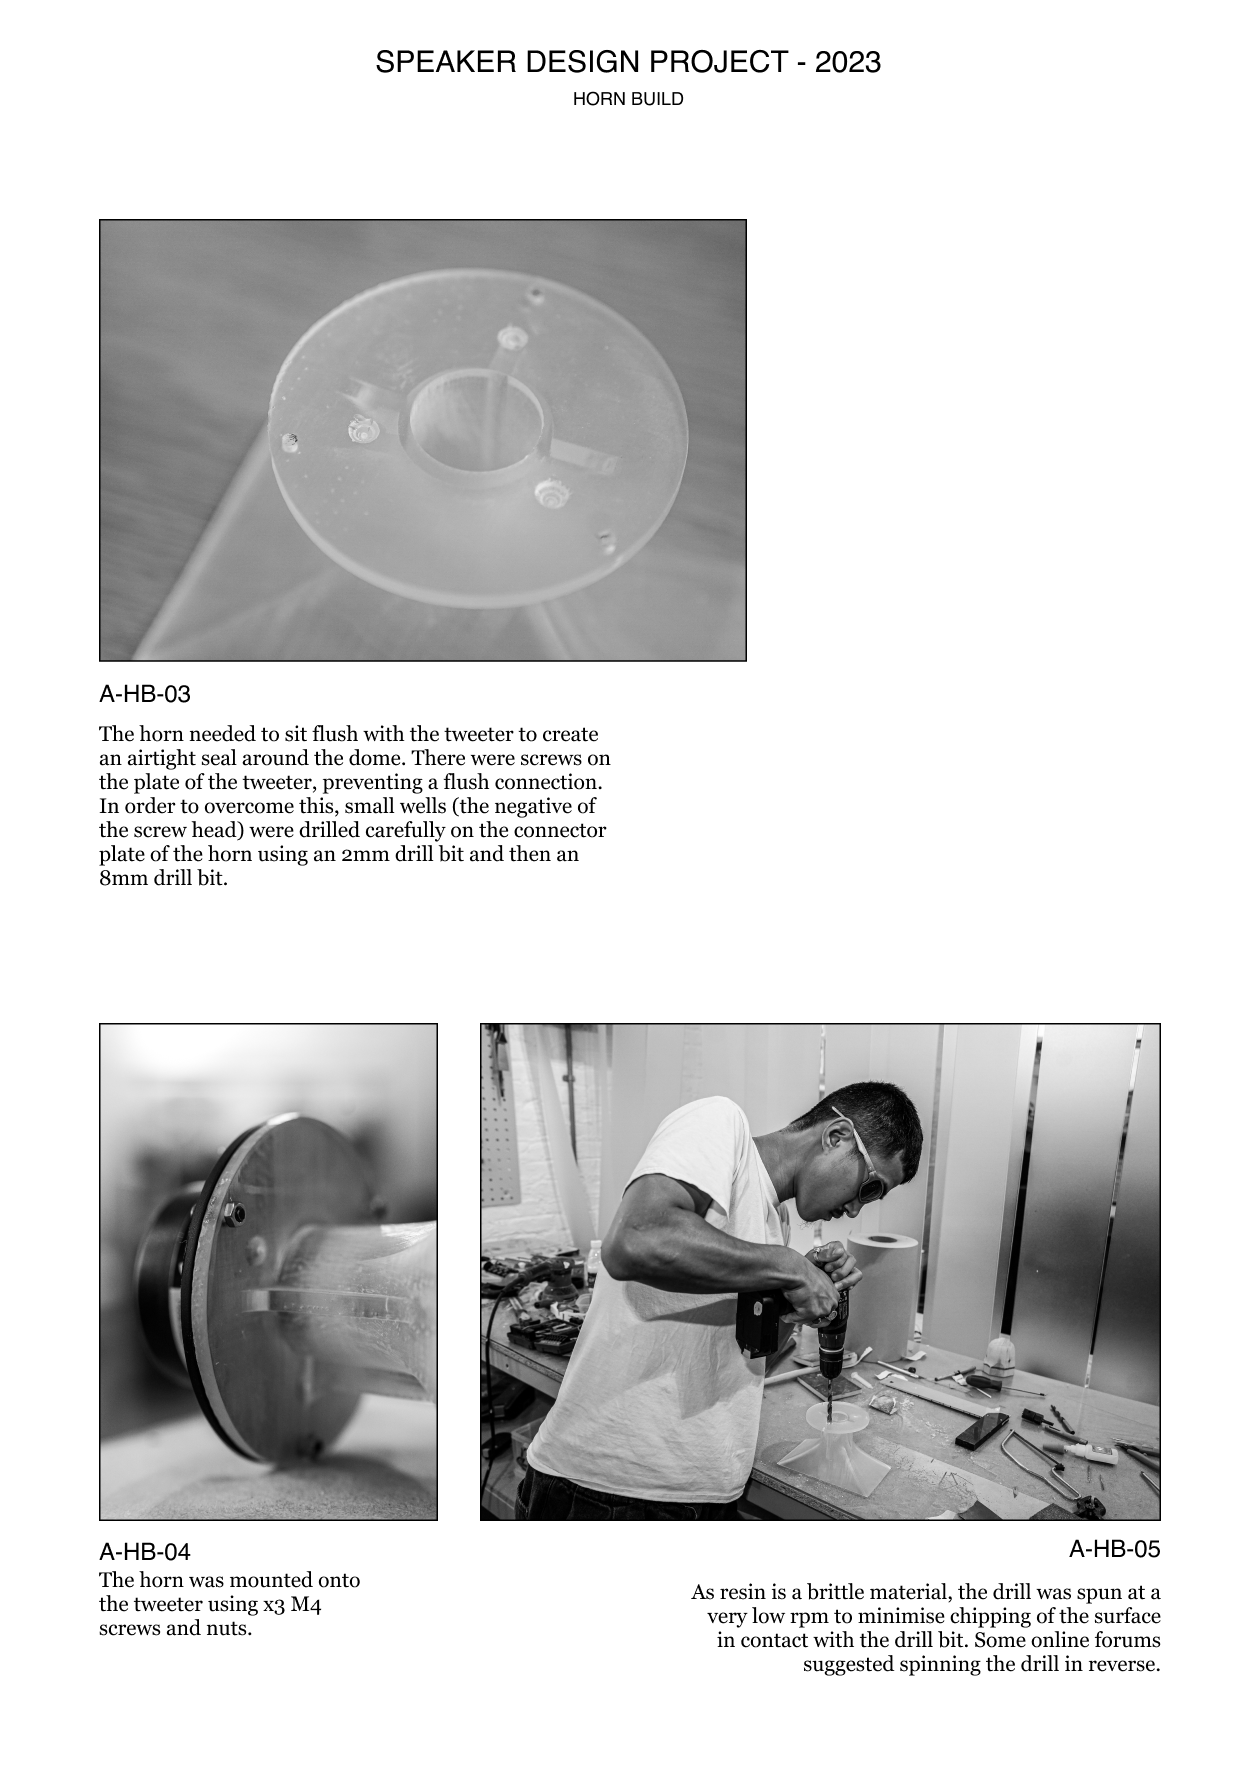 SPEAKER DESIGN PROJECT - 2023
HORN BUILD
A-HB-03
The horn needed to sit flush with the tweeter to create
an airtight seal around the dome. There were screws on
the plate of the tweeter, preventing a flush connection.
In order to overcome this, small wells (the negative of
the screw head) were drilled carefully on the connector
plate of the horn using an 2mm drill bit and then an
8mm drill bit.
A-HB-04
The horn was mounted onto
the tweeter using x3 M4
screws and nuts.
A-HB-05
As resin is a brittle material, the drill was spun at a
very low rpm to minimise chipping of the surface
in contact with the drill bit. Some online forums
suggested spinning the drill in reverse.